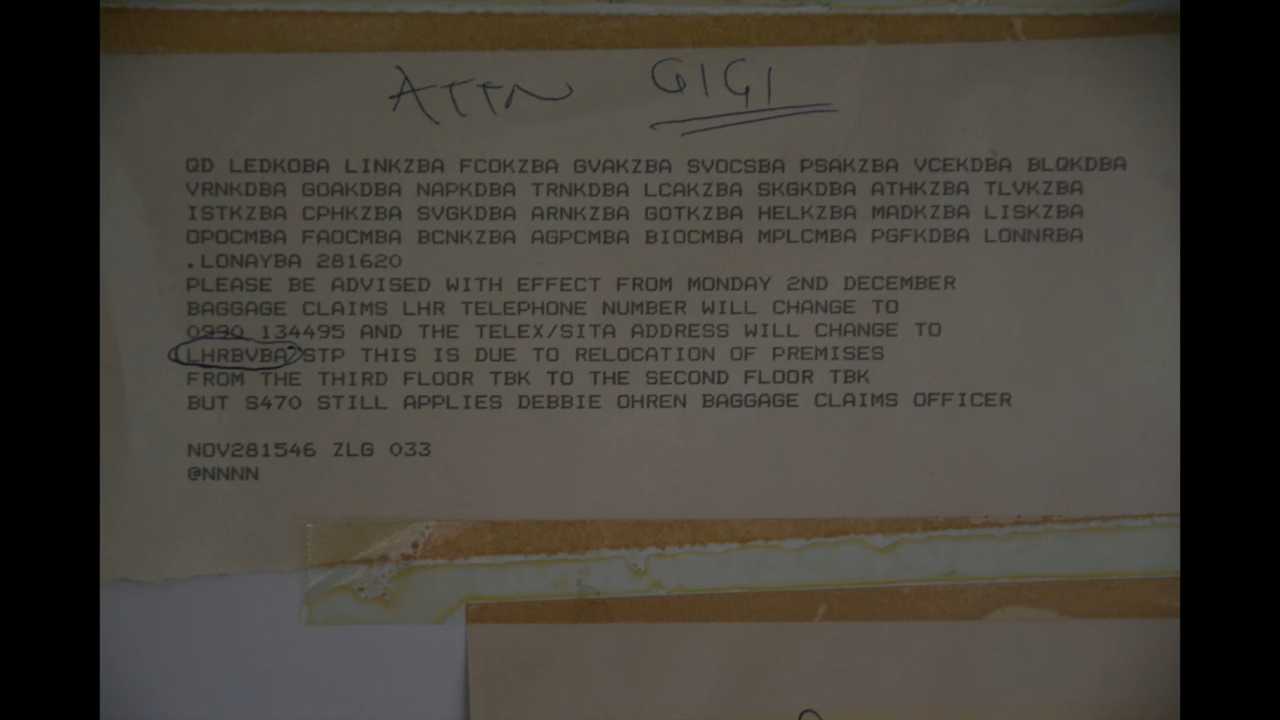 ATTN GIGI
QD LEDKOBA LINKZBA FCOKZBA GVAKZBA SVOCSBA PSAKZBA VCEKDBA BLQKDBA
VRNKDBA GOAKDBA NAPKDBA TRNKDBA LCAKZBA SKGKDBA ATHKZBA TLVKZBA
ISTKZBA CPHKZBA SVGKDBA ARNKZBA GOTKZBA HELKZBA MADKZBA LISKZBA
OPOCMBA FAOCMBA BCNKZBA AGPCMBA BIOCMBA MPLCMBA PGFKDBA LONNRBA
.LONAYBA 281620
PLEASE BE ADVISED WITH EFFECT FROM MONDAY 2ND DECEMBER
BAGGAGE CLAIMS LHR TELEPHONE NUMBER WILL CHANGE TO
0990 134495 AND THE TELEX/SITA ADDRESS WILL CHANGE TO
LHRBVBA STP THIS IS DUE TO RELOCATION OF PREMISES
FROM THE THIRD FLOOR TBK TO THE SECOND FLOOR TBK
BUT S470 STILL APPLIES DEBBIE OHREN BAGGAGE CLAIMS OFFICER
NOV281546 ZLG 033
@NNNN